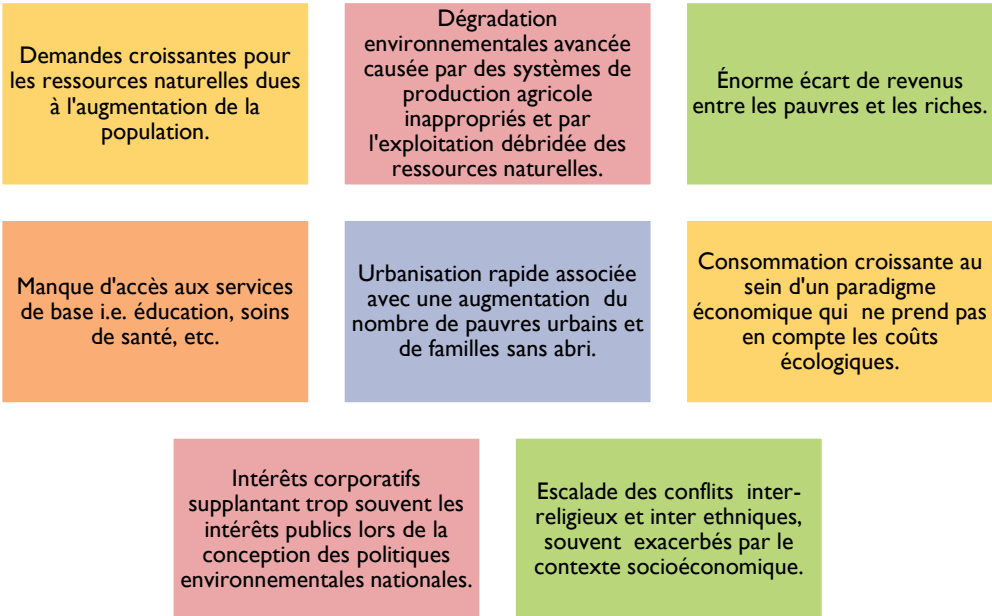 Demandes croissantes pour
les ressources naturelles dues
à l'augmentation de la
population.
Dégradation
environnementales avancée
causée par des systèmes de
production agricole
inappropriés et par
l'exploitation débridée des
ressources naturelles.
Énorme écart de revenus
entre les pauvres et les riches.
Manque d'accès aux services
de base i.e. éducation, soins
de santé, etc.
Urbanisation rapide associée
avec une augmentation du
nombre de pauvres urbains et
de familles sans abri.
Consommation croissante au
sein d'un paradigme
économique qui ne prend pas
en compte les coûts
écologiques.
Intérêts corporatifs
supplantant trop souvent les
intérêts publics lors de la
conception des politiques
environnementales nationales.
Escalade des conflits inter-
religieux et inter ethniques,
souvent exacerbés par le
contexte socioéconomique.